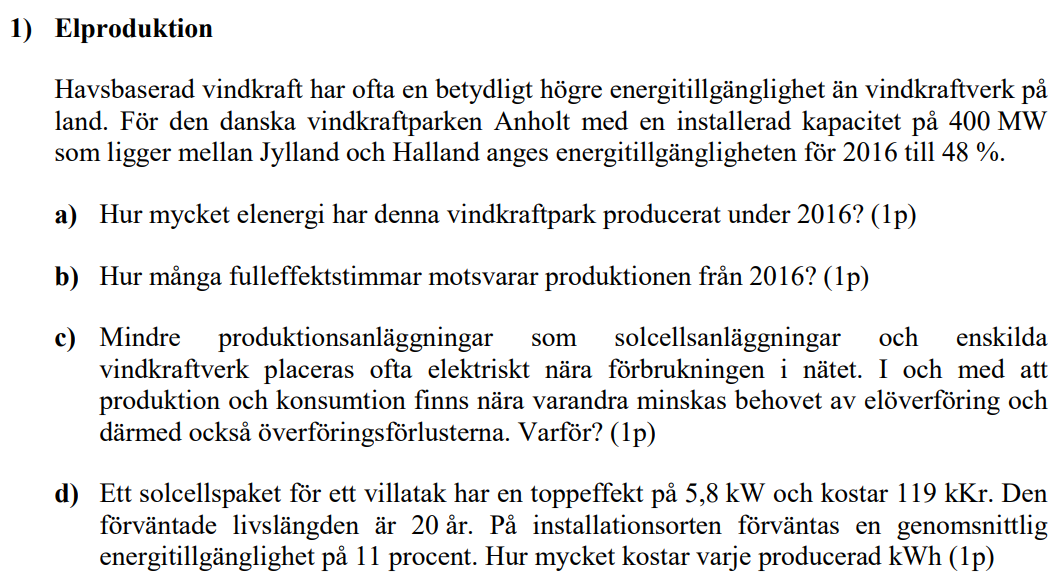 1) Elproduktion
Havsbaserad vindkraft har ofta en betydligt högre energitillgänglighet än vindkraftverk på
land. För den danska vindkraftparken Anholt med en installerad kapacitet på 400 MW
som ligger mellan Jylland och Halland anges energitillgängligheten för 2016 till 48 %.
a) Hur mycket elenergi har denna vindkraftpark producerat under 2016? (1p)
b) Hur många fulleffektstimmar motsvarar produktionen från 2016? (1p)
c) Mindre produktionsanläggningar som solcellsanläggningar och enskilda
vindkraftverk placeras ofta elektriskt nära förbrukningen i nätet. I och med att
produktion och konsumtion finns nära varandra minskas behovet av elöverföring och
därmed också överföringsförlusterna. Varför? (1p)
d) Ett solcellspaket för ett villatak har en toppeffekt på 5,8 kW och kostar 119 kKr. Den
förväntade livslängden är 20 år. På installationsorten förväntas en genomsnittlig
energitillgänglighet på 11 procent. Hur mycket kostar varje producerad kWh (1p)